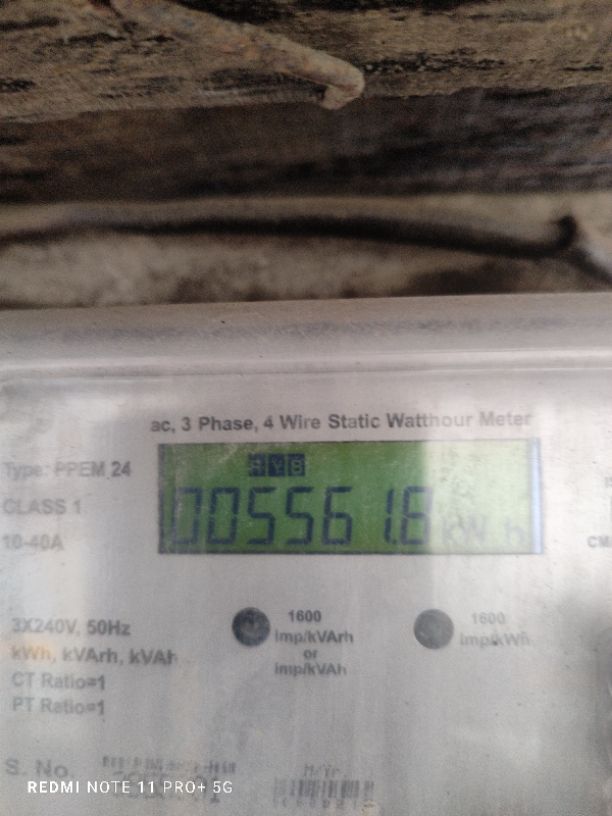 ac, 3 Phase, 4 Wire Static Watthour Meter
Type: PPEM 24
CLASS 1
10-40A
R Y B
005561.8 kWh
3X240V, 50Hz
kWh, kVArh, kVAh
CT Ratio=1
PT Ratio=1
1600
imp/kVArh
or
imp/kVAh
1600
imp/kWh
S. No.
M/Yr
REDMI NOTE 11 PRO+ 5G